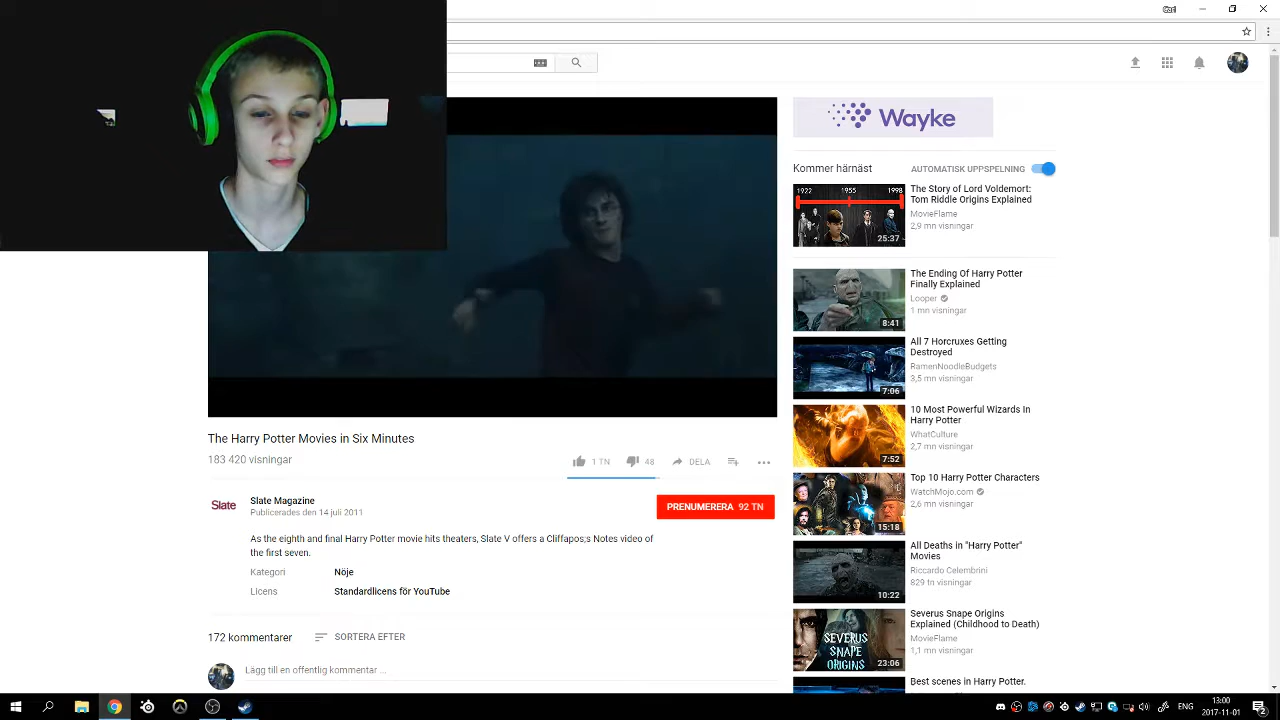 Ctrl
Wayke
Kommer härnäst
AUTOMATISK UPPSPELNING
1922 1955 1998
25:37
The Story of Lord Voldemort:
Tom Riddle Origins Explained
MovieFlame
2,9 mn visningar
8:41
The Ending Of Harry Potter
Finally Explained
Looper
1 mn visningar
7:06
All 7 Horcruxes Getting
Destroyed
RamenNoodleBudgets
3,5 mn visningar
7:52
10 Most Powerful Wizards In
Harry Potter
WhatCulture
2,7 mn visningar
15:18
Top 10 Harry Potter Characters
WatchMojo.com
2,6 mn visningar
10:22
All Deaths in "Harry Potter"
Movies
Riccardo Celembrini
829 tn visningar
SEVERUS
SNAPE
ORIGINS
23:06
Severus Snape Origins
Explained (Childhood to Death)
MovieFlame
1,1 mn visningar
Best scenes in Harry Potter.
The Harry Potter Movies in Six Minutes
183 420 visningar
1 TN
48
DELA
Slate
Slate Magazine
Publicerades den 14 juli 2011
PRENUMERERA 92 TN
As the eighth and final Harry Potter movie hits theaters, Slate V offers a Cliffapos;s Notes video of
the first seven.
Kategori Nöje
Licens Standardlicens för YouTube
172 kommentarer
SORTERA EFTER
Lägg till en offentlig kommentar ...
ENG
13:00
2017-11-01